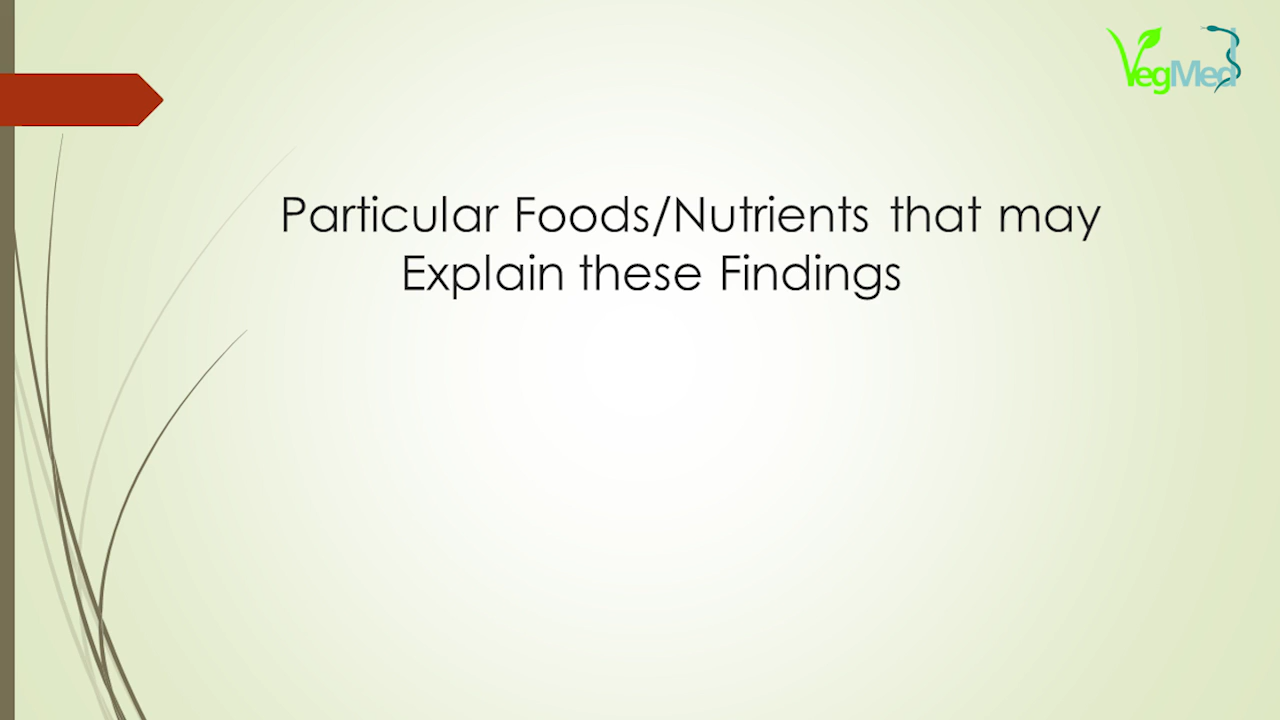 VegMed
Particular Foods/Nutrients that may
Explain these Findings